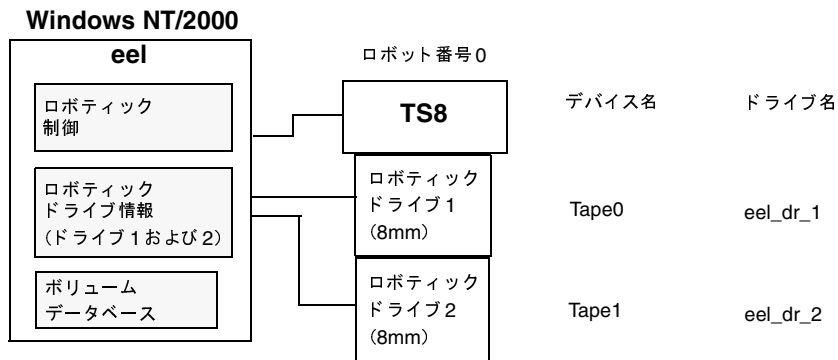 Windows NT/2000
eel
ロボット番号0
ロボティック
制御
TS8
デバイス名
ドライブ名
ロボティック
ドライブ情報
(ドライブ1および2)
ロボティック
ドライブ1
(8mm)
Tape0
eel_dr_1
ボリューム
データベース
ロボティック
ドライブ2
(8mm)
Tape1
eel_dr_2